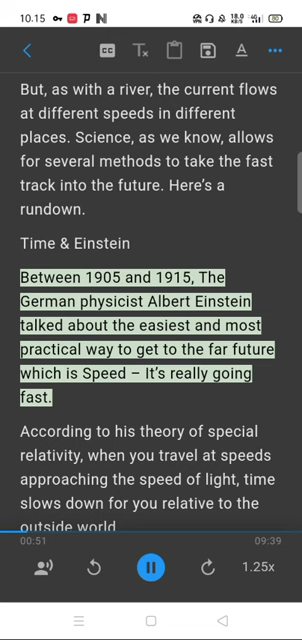 10.15
18.0
KB/S
4G
10
CC
But, as with a river, the current flows
at different speeds in different
places. Science, as we know, allows
for several methods to take the fast
track into the future. Here's a
rundown.
Time & Einstein
Between 1905 and 1915, The
German physicist Albert Einstein
talked about the easiest and most
practical way to get to the far future
which is Speed – It's really going
fast.
According to his theory of special
relativity, when you travel at speeds
approaching the speed of light, time
slows down for you relative to the
outside world
00:51
09:39
1.25x